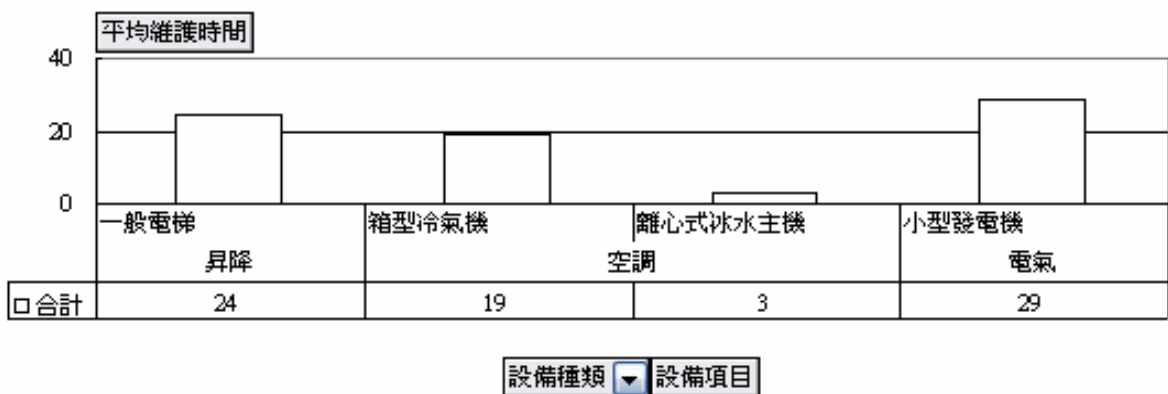 平均維護時間
40
20
0
一般電梯 箱型冷氣機 離心式冰水主機 小型發電機
昇降 空調 電氣
合計 24 19 3 29
設備種類 設備項目